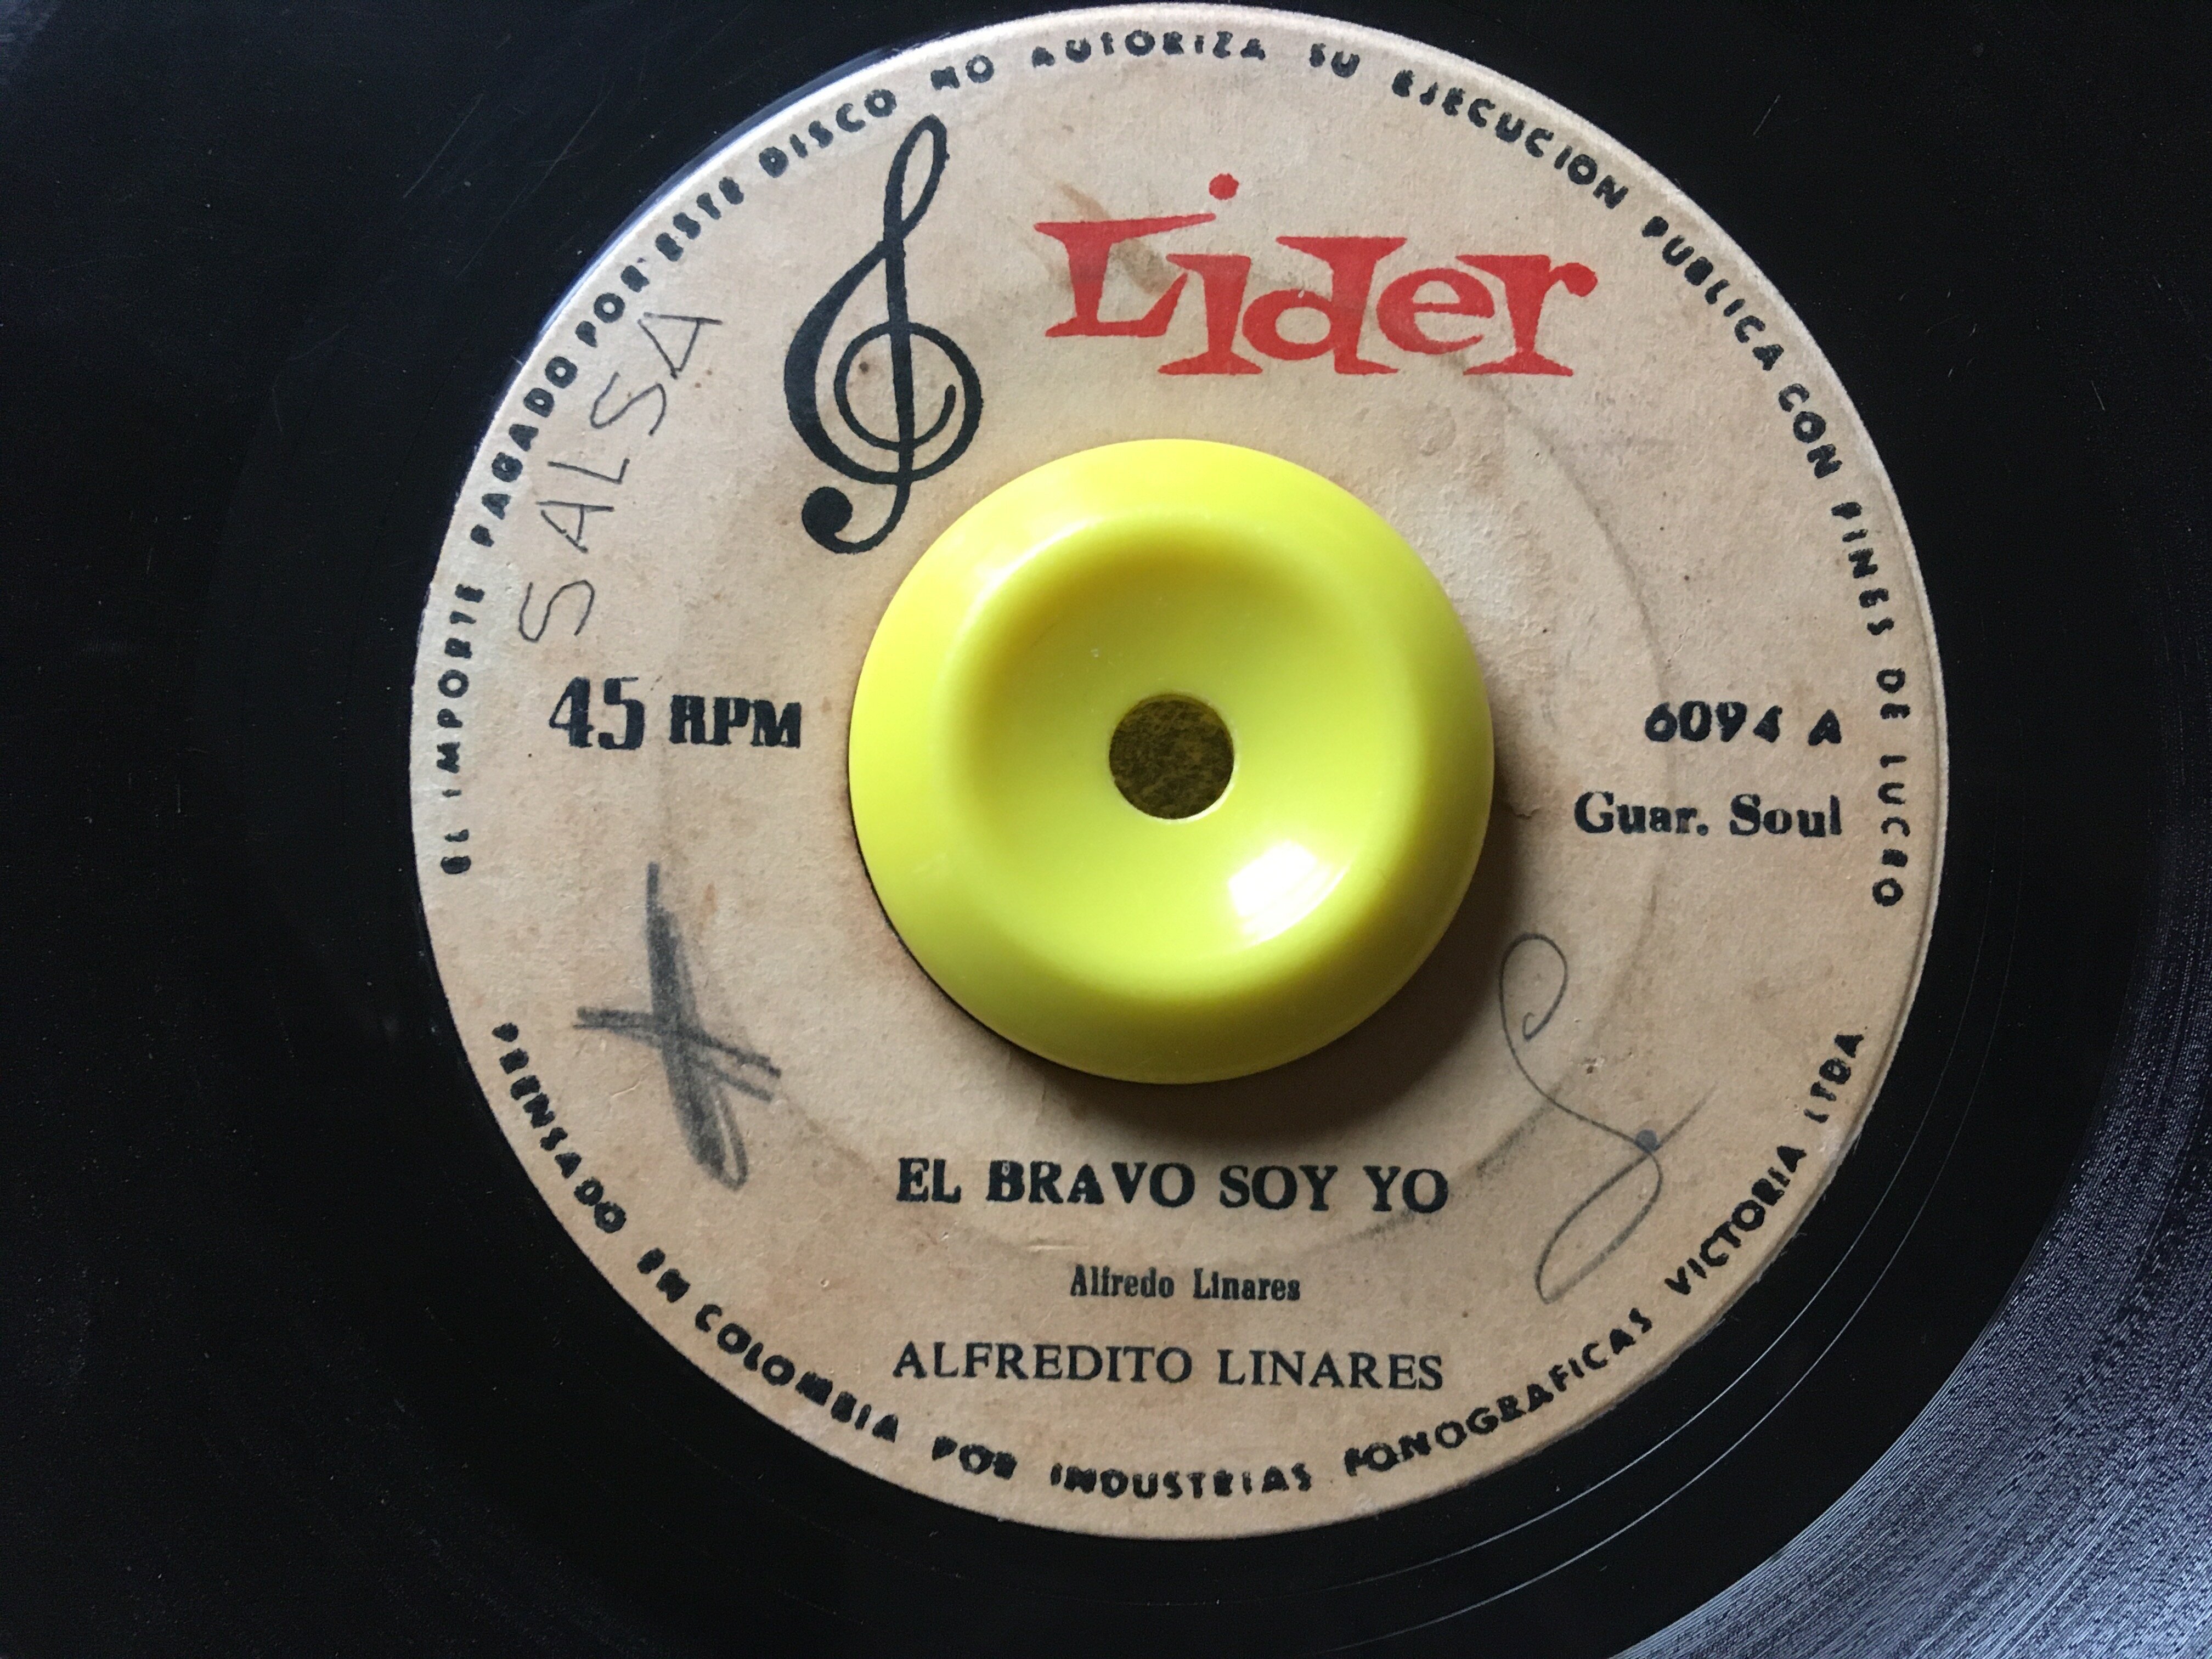 EL IMPORTE PAGADO POR ESTE DISCO NO AUTORIZA SU EJECUCION PUBLICA CON FINES DE LUCRO
Lider
SALSA
45 RPM
6094 A
Guar. Soul
EL BRAVO SOY YO
Alfredo Linares
ALFREDITO LINARES
PRENSADO EN COLOMBIA POR INDUSTRIAS FONOGRAFICAS VICTORIA LTDA